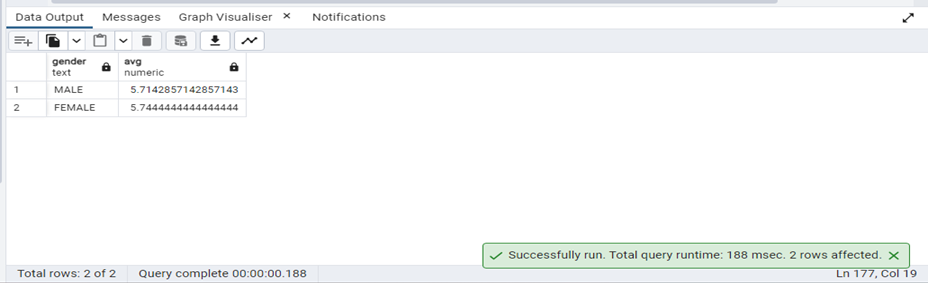 Data Output Messages Graph Visualiser × Notifications
gender avg
text numeric
1 MALE 5.7142857142857143
2 FEMALE 5.7444444444444444
Successfully run. Total query runtime: 188 msec. 2 rows affected. ×
Total rows: 2 of 2 Query complete 00:00:00.188 Ln 177, Col 19